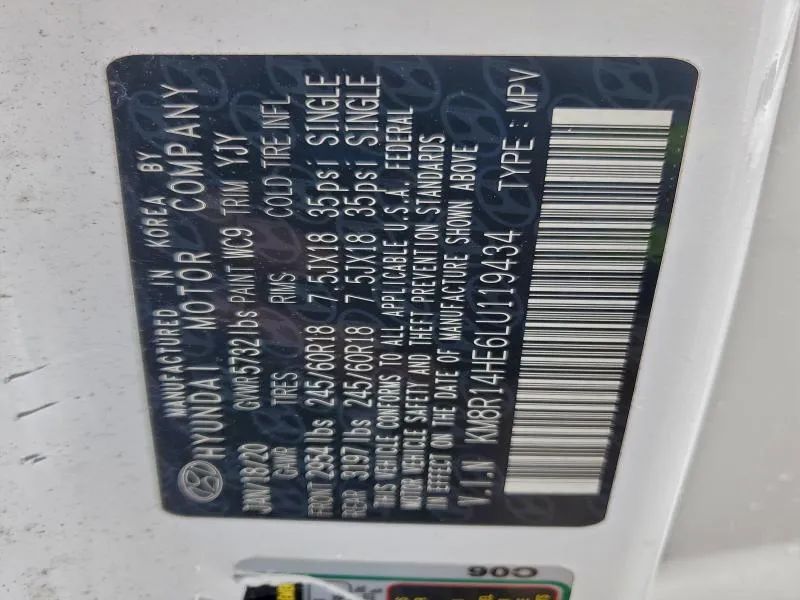 MANUFACTURED IN KOREA BY
HYUNDAI MOTOR COMPANY
JAN/18/20 GVWR 5732 lbs PAINT WC9 TRIM YJY
GAWR TIRES RIMS COLD TIRE INFL
FRONT 2954 lbs 245/60R18 7.5JX18 35psi SINGLE
REAR 3197 lbs 245/60R18 7.5JX18 35psi SINGLE
THIS VEHICLE CONFORMS TO ALL APPLICABLE U.S.A. FEDERAL
MOTOR VEHICLE SAFETY AND THEFT PREVENTION STANDARDS
IN EFFECT ON THE DATE OF MANUFACTURE SHOWN ABOVE
V.I.N KM8R14HE6LU119434 TYPE : MPV
C06